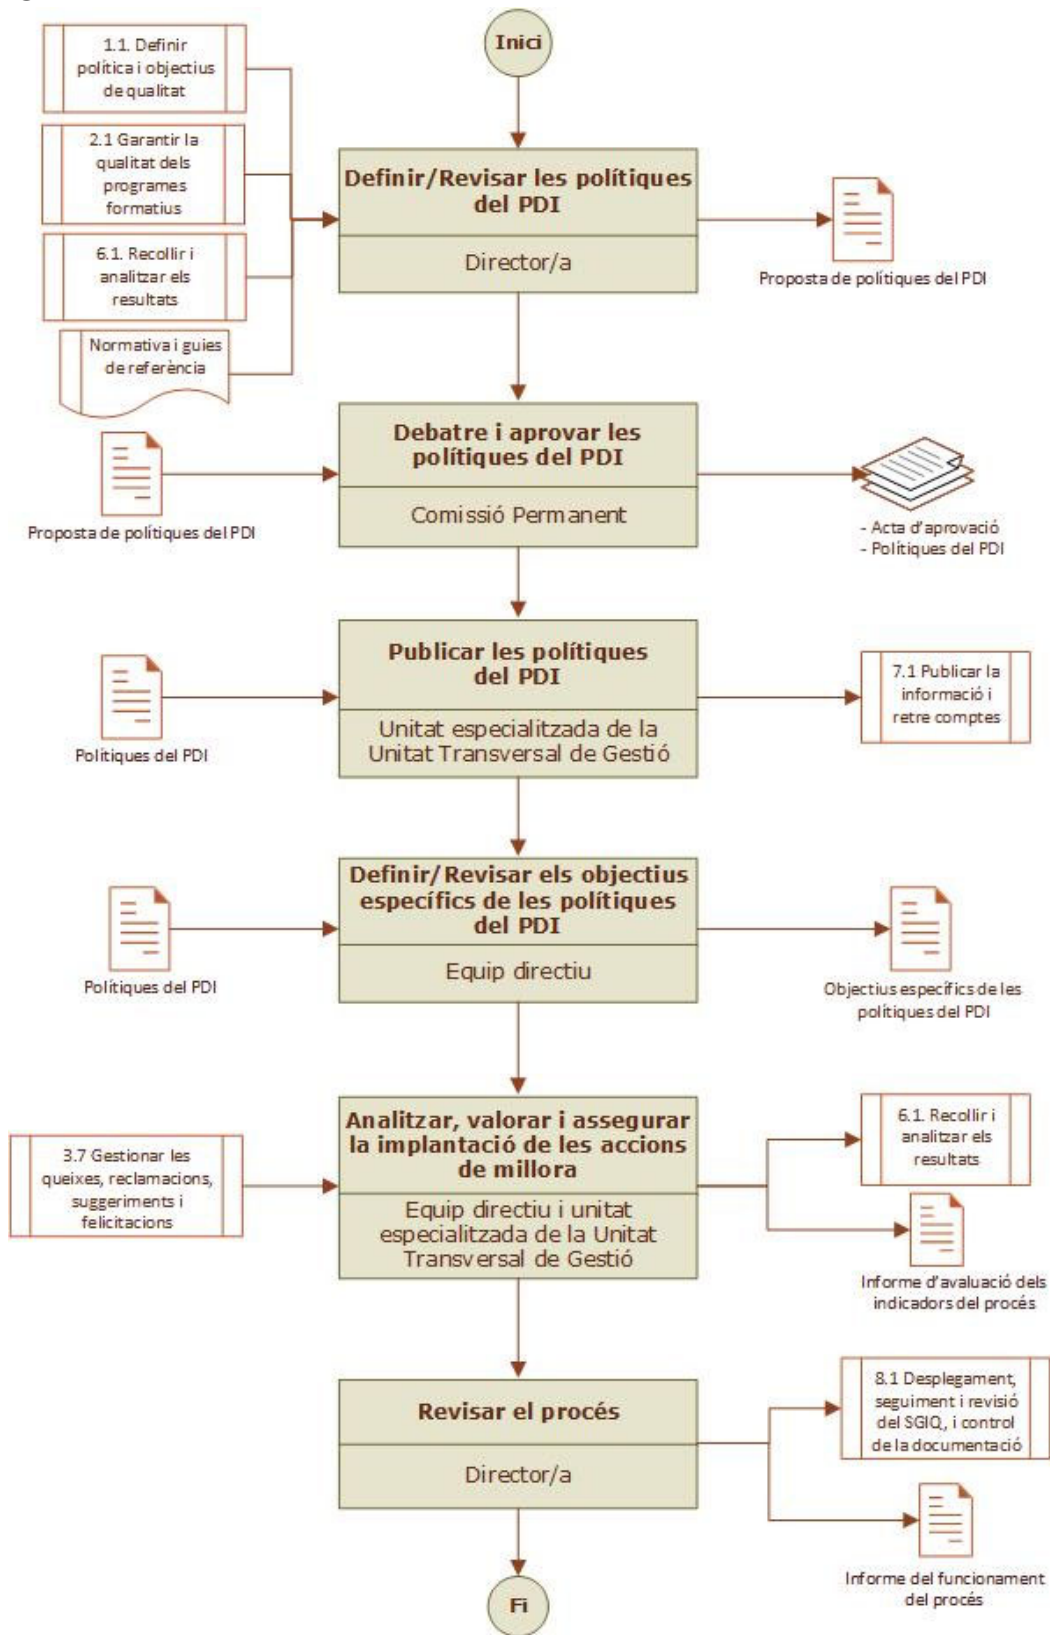 Inici
1.1. Definir
política i objectius
de qualitat
2.1 Garantir la
qualitat dels
programes
formatius
6.1. Recollir i
analitzar els
resultats
Normativa i guies
de referència
Definir/Revisar les polítiques
del PDI
Director/a
Proposta de polítiques del PDI
Proposta de polítiques del PDI
Debatre i aprovar les
polítiques del PDI
Comissió Permanent
- Acta d'aprovació
- Polítiques del PDI
Polítiques del PDI
Publicar les polítiques
del PDI
Unitat especialitzada de la
Unitat Transversal de Gestió
7.1 Publicar la
informació i
retre comptes
Polítiques del PDI
Definir/Revisar els objectius
específics de les polítiques
del PDI
Equip directiu
Objectius específics de les
polítiques del PDI
3.7 Gestionar les
queixes, reclamacions,
suggeriments i
felicitacions
Analitzar, valorar i assegurar
la implantació de les accions
de millora
Equip directiu i unitat
especialitzada de la Unitat
Transversal de Gestió
6.1. Recollir i
analitzar els
resultats
Informe d'avaluació dels
indicadors del procés
Revisar el procés
Director/a
8.1 Desplegament,
seguiment i revisió
del SGIQ, i control
de la documentació
Informe del funcionament
del procés
Fi